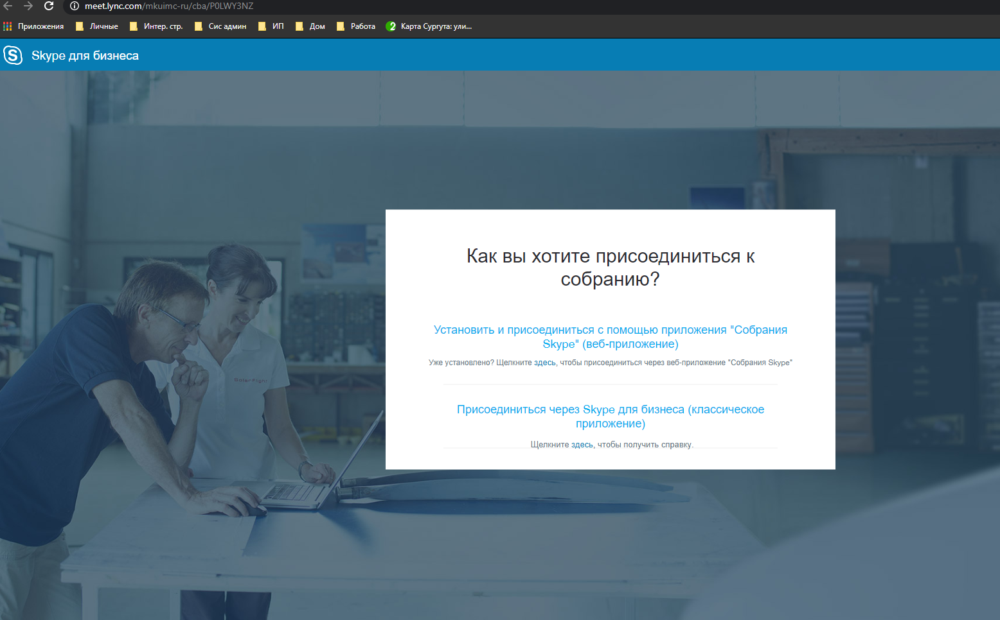 meet.lync.com/mkuimc-ru/cba/P0LWY3NZ
Приложения Личные Интер. стр. Сис админ ИП Дом Работа 2 Карта Сургута: ули...
S Skype для бизнеса
Как вы хотите присоединиться к
собранию?
Установить и присоединиться с помощью приложения "Собрания
Skype" (веб-приложение)
Уже установлено? Щелкните здесь, чтобы присоединиться через веб-приложение "Собрания Skype"
Присоединиться через Skype для бизнеса (классическое
приложение)
Щелкните здесь, чтобы получить справку.
Solar-Flight